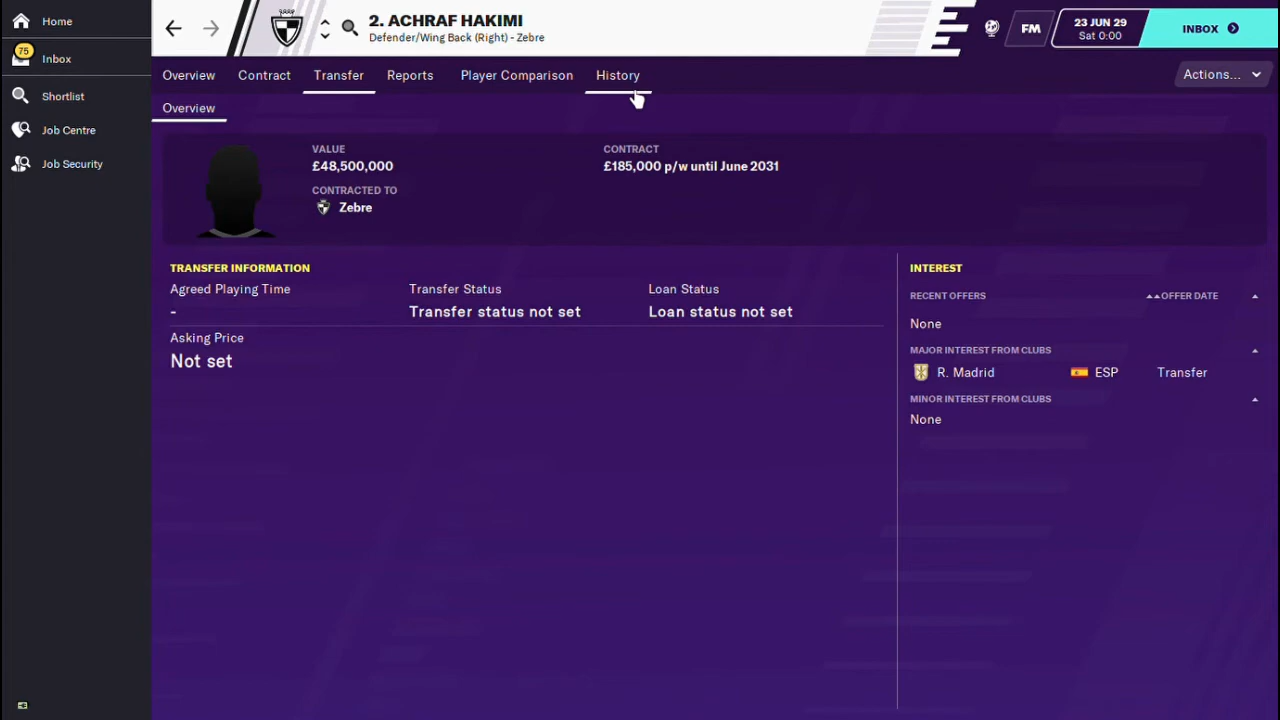 Home
75
Inbox
Shortlist
Job Centre
Job Security
2. ACHRAF HAKIMI
Defender/Wing Back (Right) - Zebre
FM
23 JUN 29
Sat 0:00
INBOX
Overview Contract Transfer Reports Player Comparison History
Actions...
Overview
VALUE
£48,500,000
CONTRACTED TO
Zebre
CONTRACT
£185,000 p/w until June 2031
TRANSFER INFORMATION
Agreed Playing Time Transfer Status Loan Status
- Transfer status not set Loan status not set
Asking Price
Not set
INTEREST
RECENT OFFERS OFFER DATE
None
MAJOR INTEREST FROM CLUBS
R. Madrid ESP Transfer
MINOR INTEREST FROM CLUBS
None